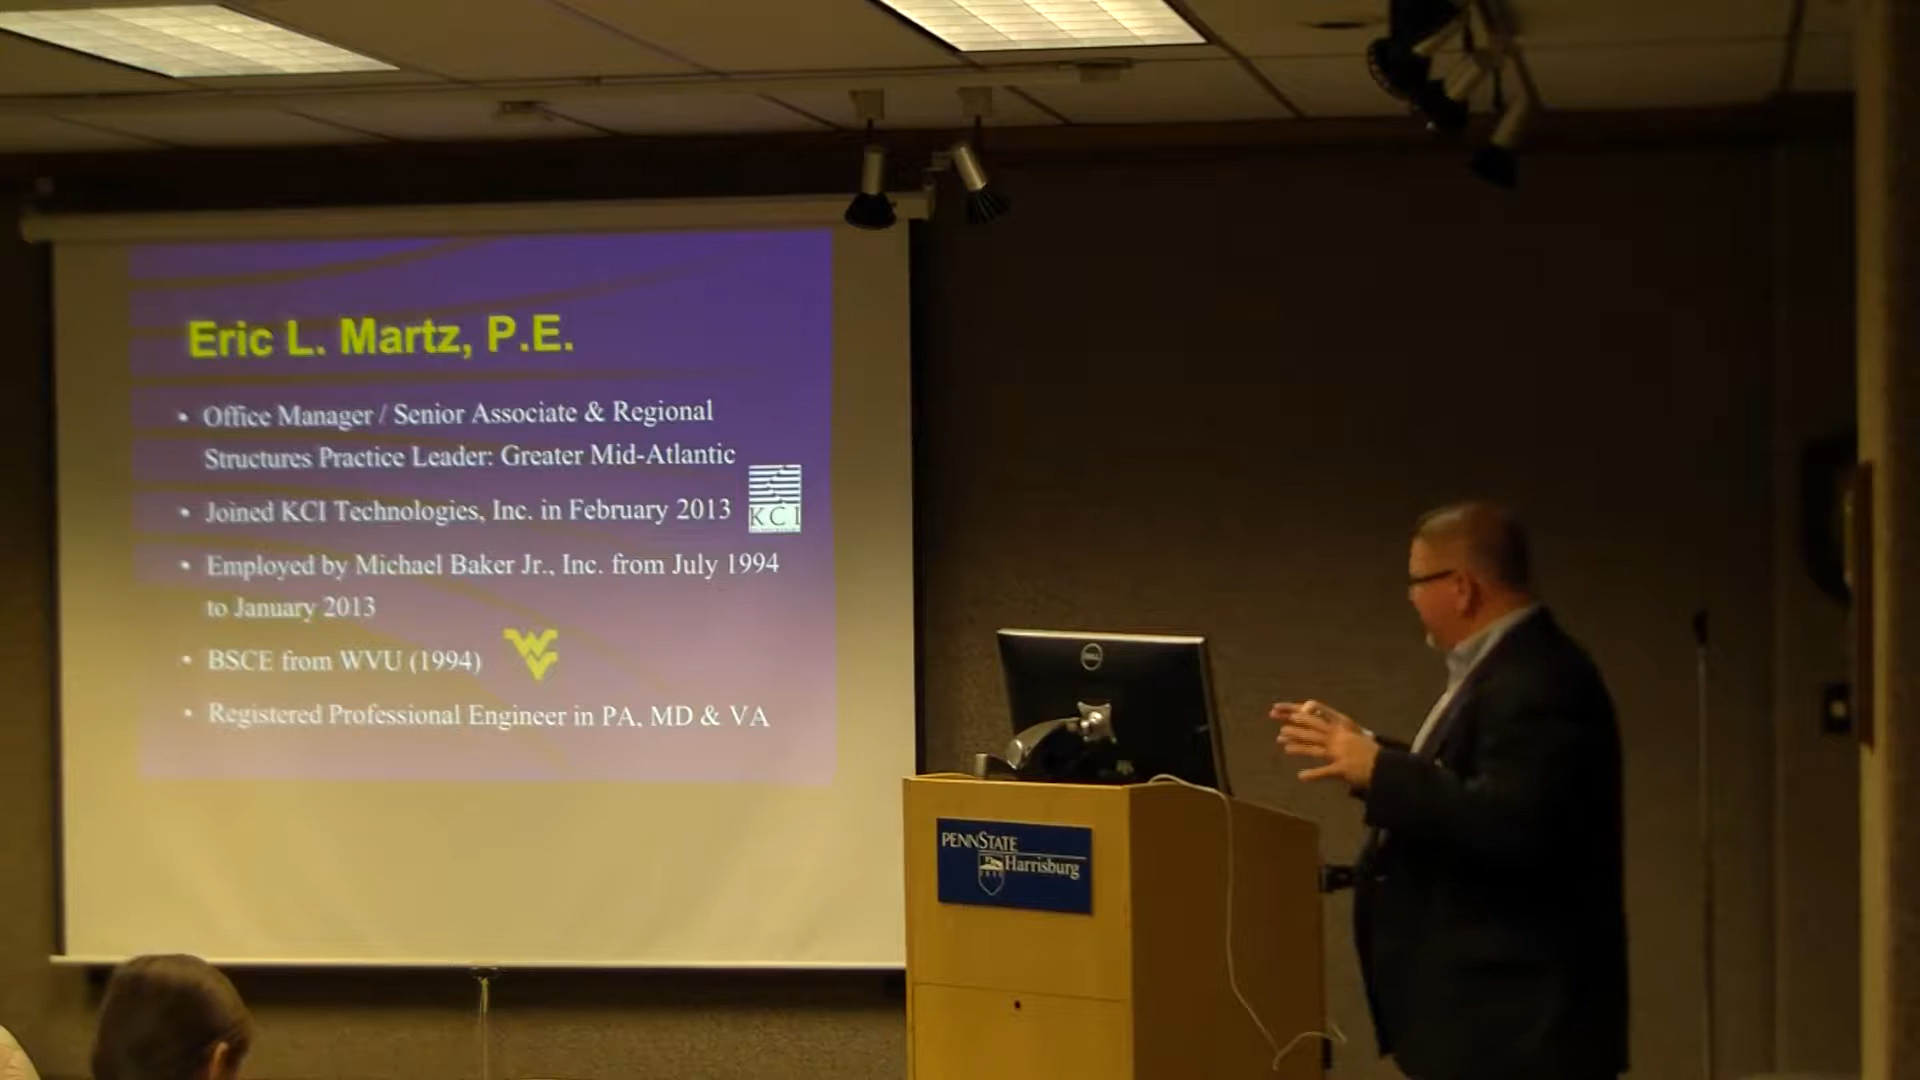 Eric L. Martz, P.E.
• Office Manager / Senior Associate & Regional
Structures Practice Leader: Greater Mid-Atlantic
• Joined KCI Technologies, Inc. in February 2013
KCI
• Employed by Michael Baker Jr., Inc. from July 1994
to January 2013
• BSCE from WVU (1994)
WV
• Registered Professional Engineer in PA, MD & VA
DELL
PENNSTATE
Harrisburg